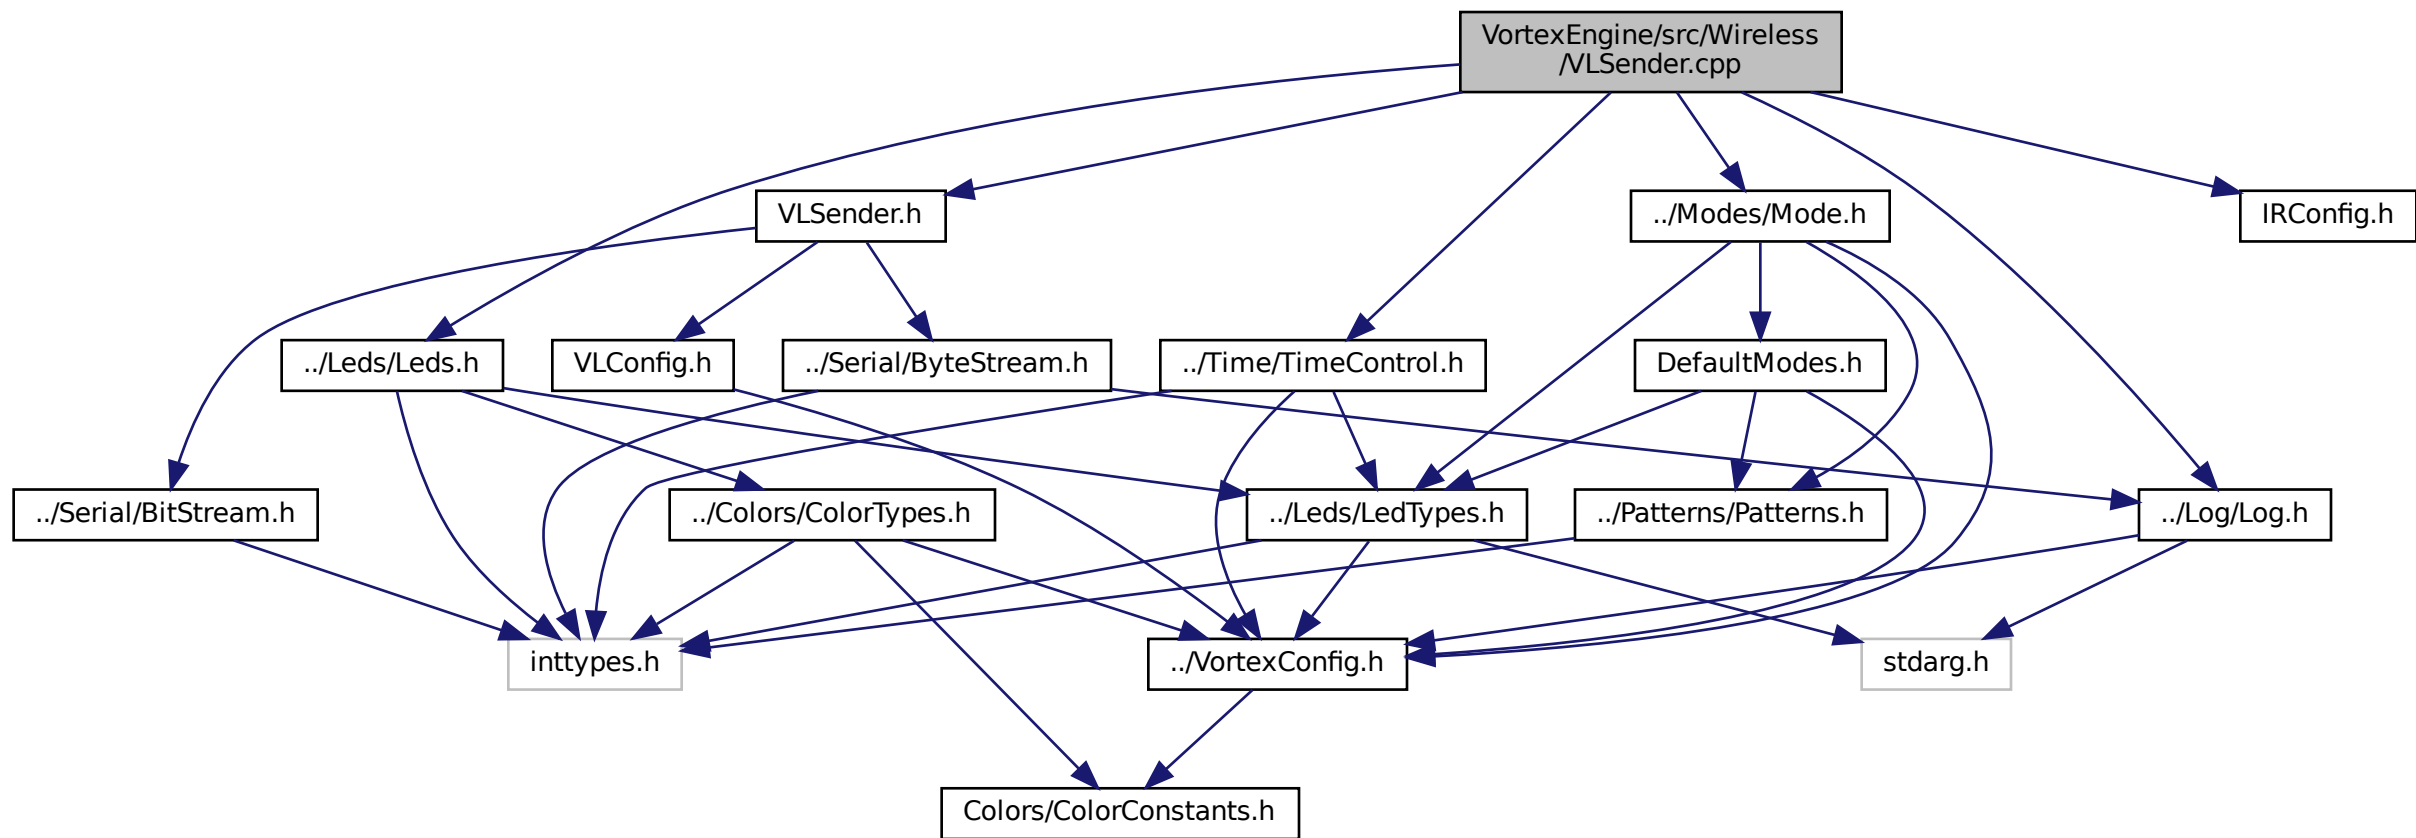 VortexEngine/src/Wireless
/VLSender.cpp
VLSender.h
../Modes/Mode.h
IRConfig.h
../Leds/Leds.h
VLConfig.h
../Serial/ByteStream.h
../Time/TimeControl.h
DefaultModes.h
../Serial/BitStream.h
../Colors/ColorTypes.h
../Leds/LedTypes.h
../Patterns/Patterns.h
../Log/Log.h
inttypes.h
../VortexConfig.h
stdarg.h
Colors/ColorConstants.h